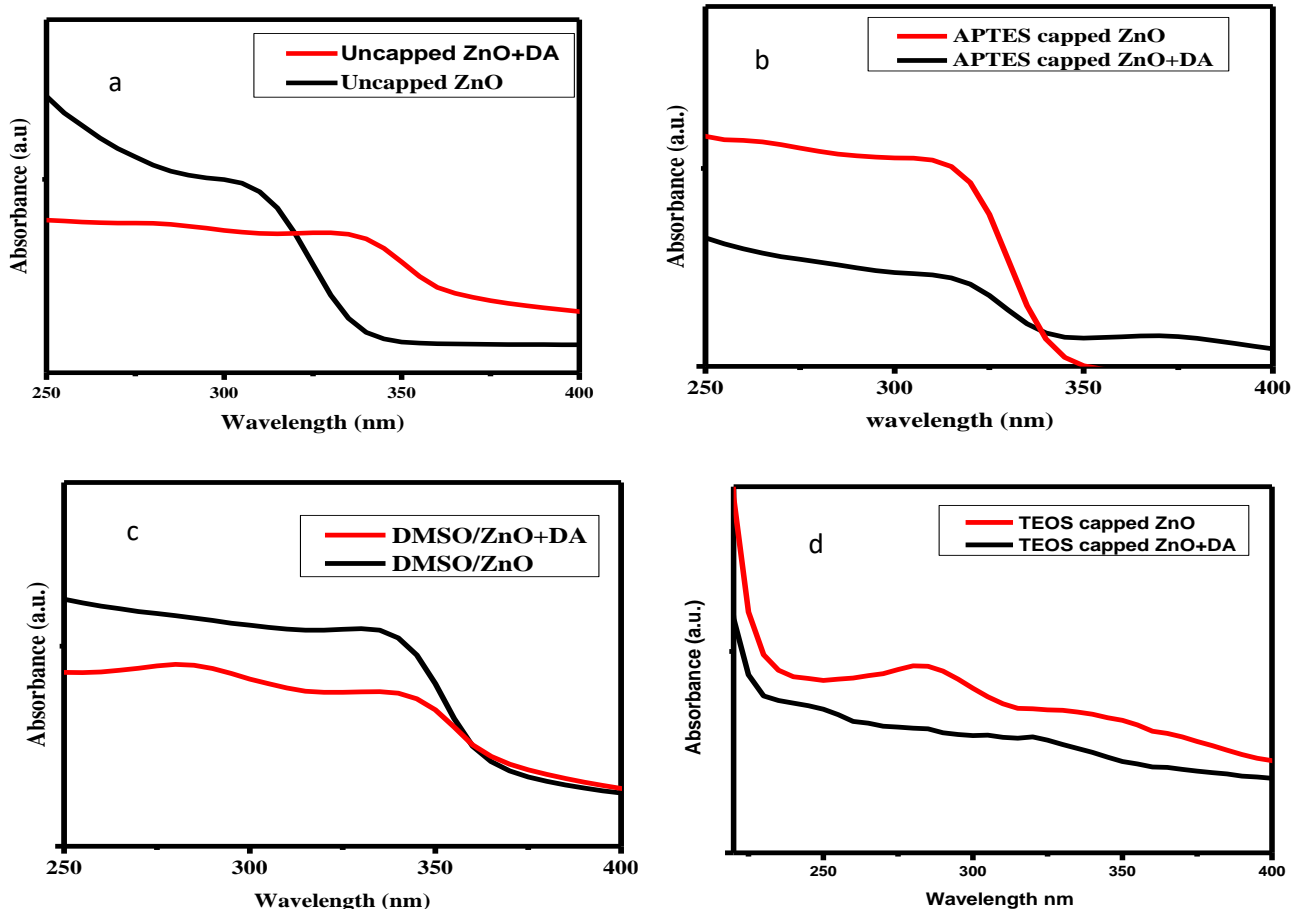 a
Uncapped ZnO+DA
Uncapped ZnO
Absorbance (a.u)
250 300 350 400
Wavelength (nm)
b
APTES capped ZnO
APTES capped ZnO+DA
Absorbance (a.u.)
250 300 350 400
wavelength (nm)
c
DMSO/ZnO+DA
DMSO/ZnO
Absorbance (a.u.)
250 300 350 400
Wavelength (nm)
d
TEOS capped ZnO
TEOS capped ZnO+DA
Absorbance (a.u.)
250 300 350 400
Wavelength nm